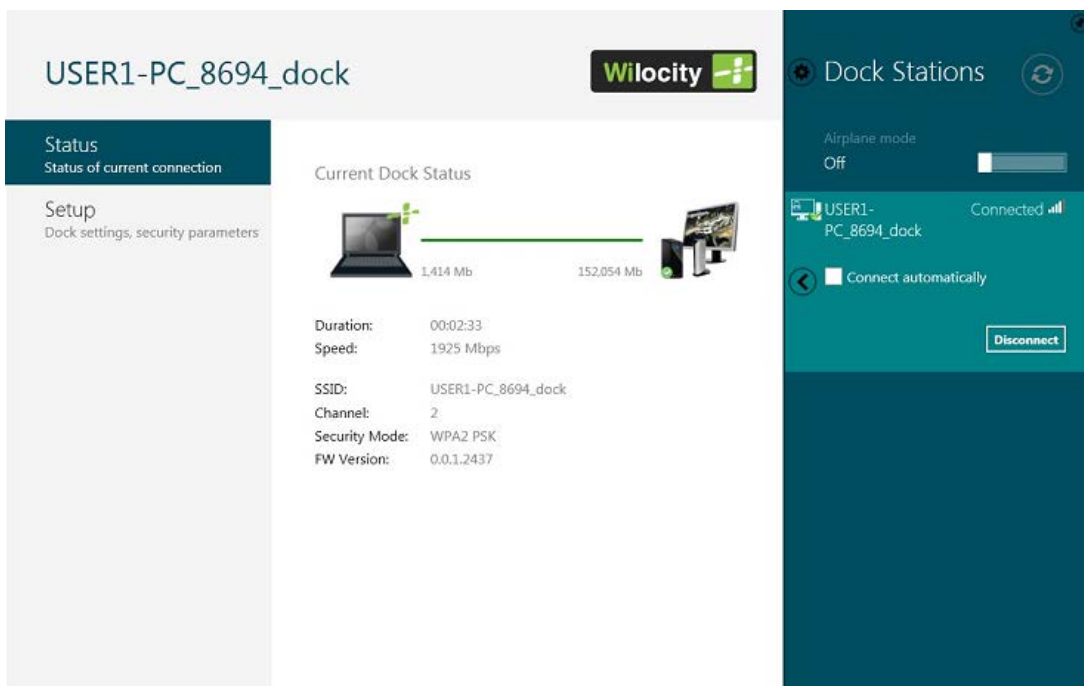 USER1-PC_8694_dock
Wilocity
Status
Status of current connection
Setup
Dock settings, security parameters
Current Dock Status
1,414 Mb
152,054 Mb
Duration: 00:02:33
Speed: 1925 Mbps
SSID: USER1-PC_8694_dock
Channel: 2
Security Mode: WPA2 PSK
FW Version: 0.0.1.2437
Dock Stations
Airplane mode
Off
USER1- Connected
PC_8694_dock
Connect automatically
Disconnect